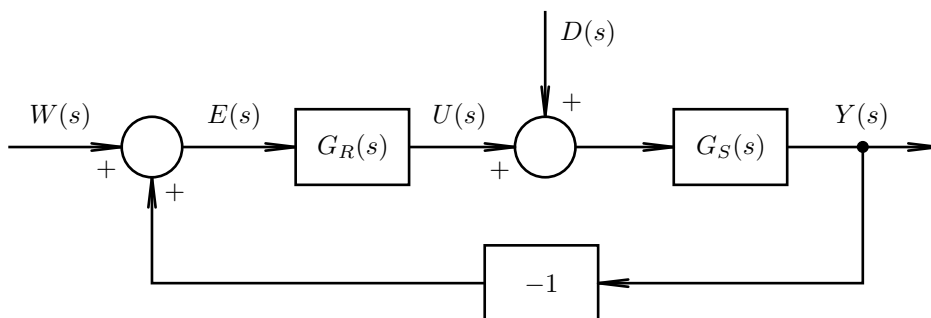 D(s)
W(s)
E(s)
G_R(s)
U(s)
+
G_S(s)
Y(s)
+
+
+
−1